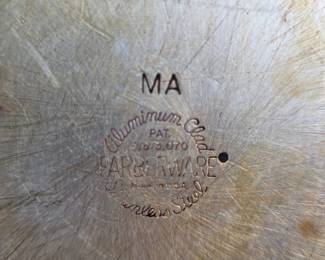 MA
Aluminum Clad
PAT.
FARBERWARE
Stainless Steel